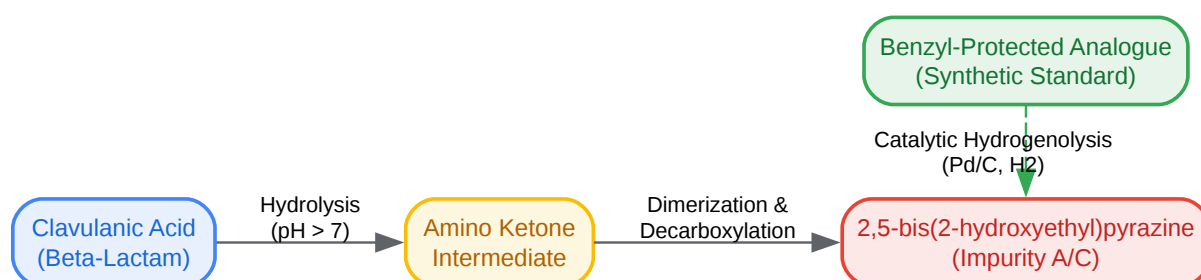 Benzyl-Protected Analogue
(Synthetic Standard)
Catalytic Hydrogenolysis
(Pd/C, H2)
Clavulanic Acid
(Beta-Lactam)
Hydrolysis
(pH > 7)
Amino Ketone
Intermediate
Dimerization &
Decarboxylation
2,5-bis(2-hydroxyethyl)pyrazine
(Impurity A/C)